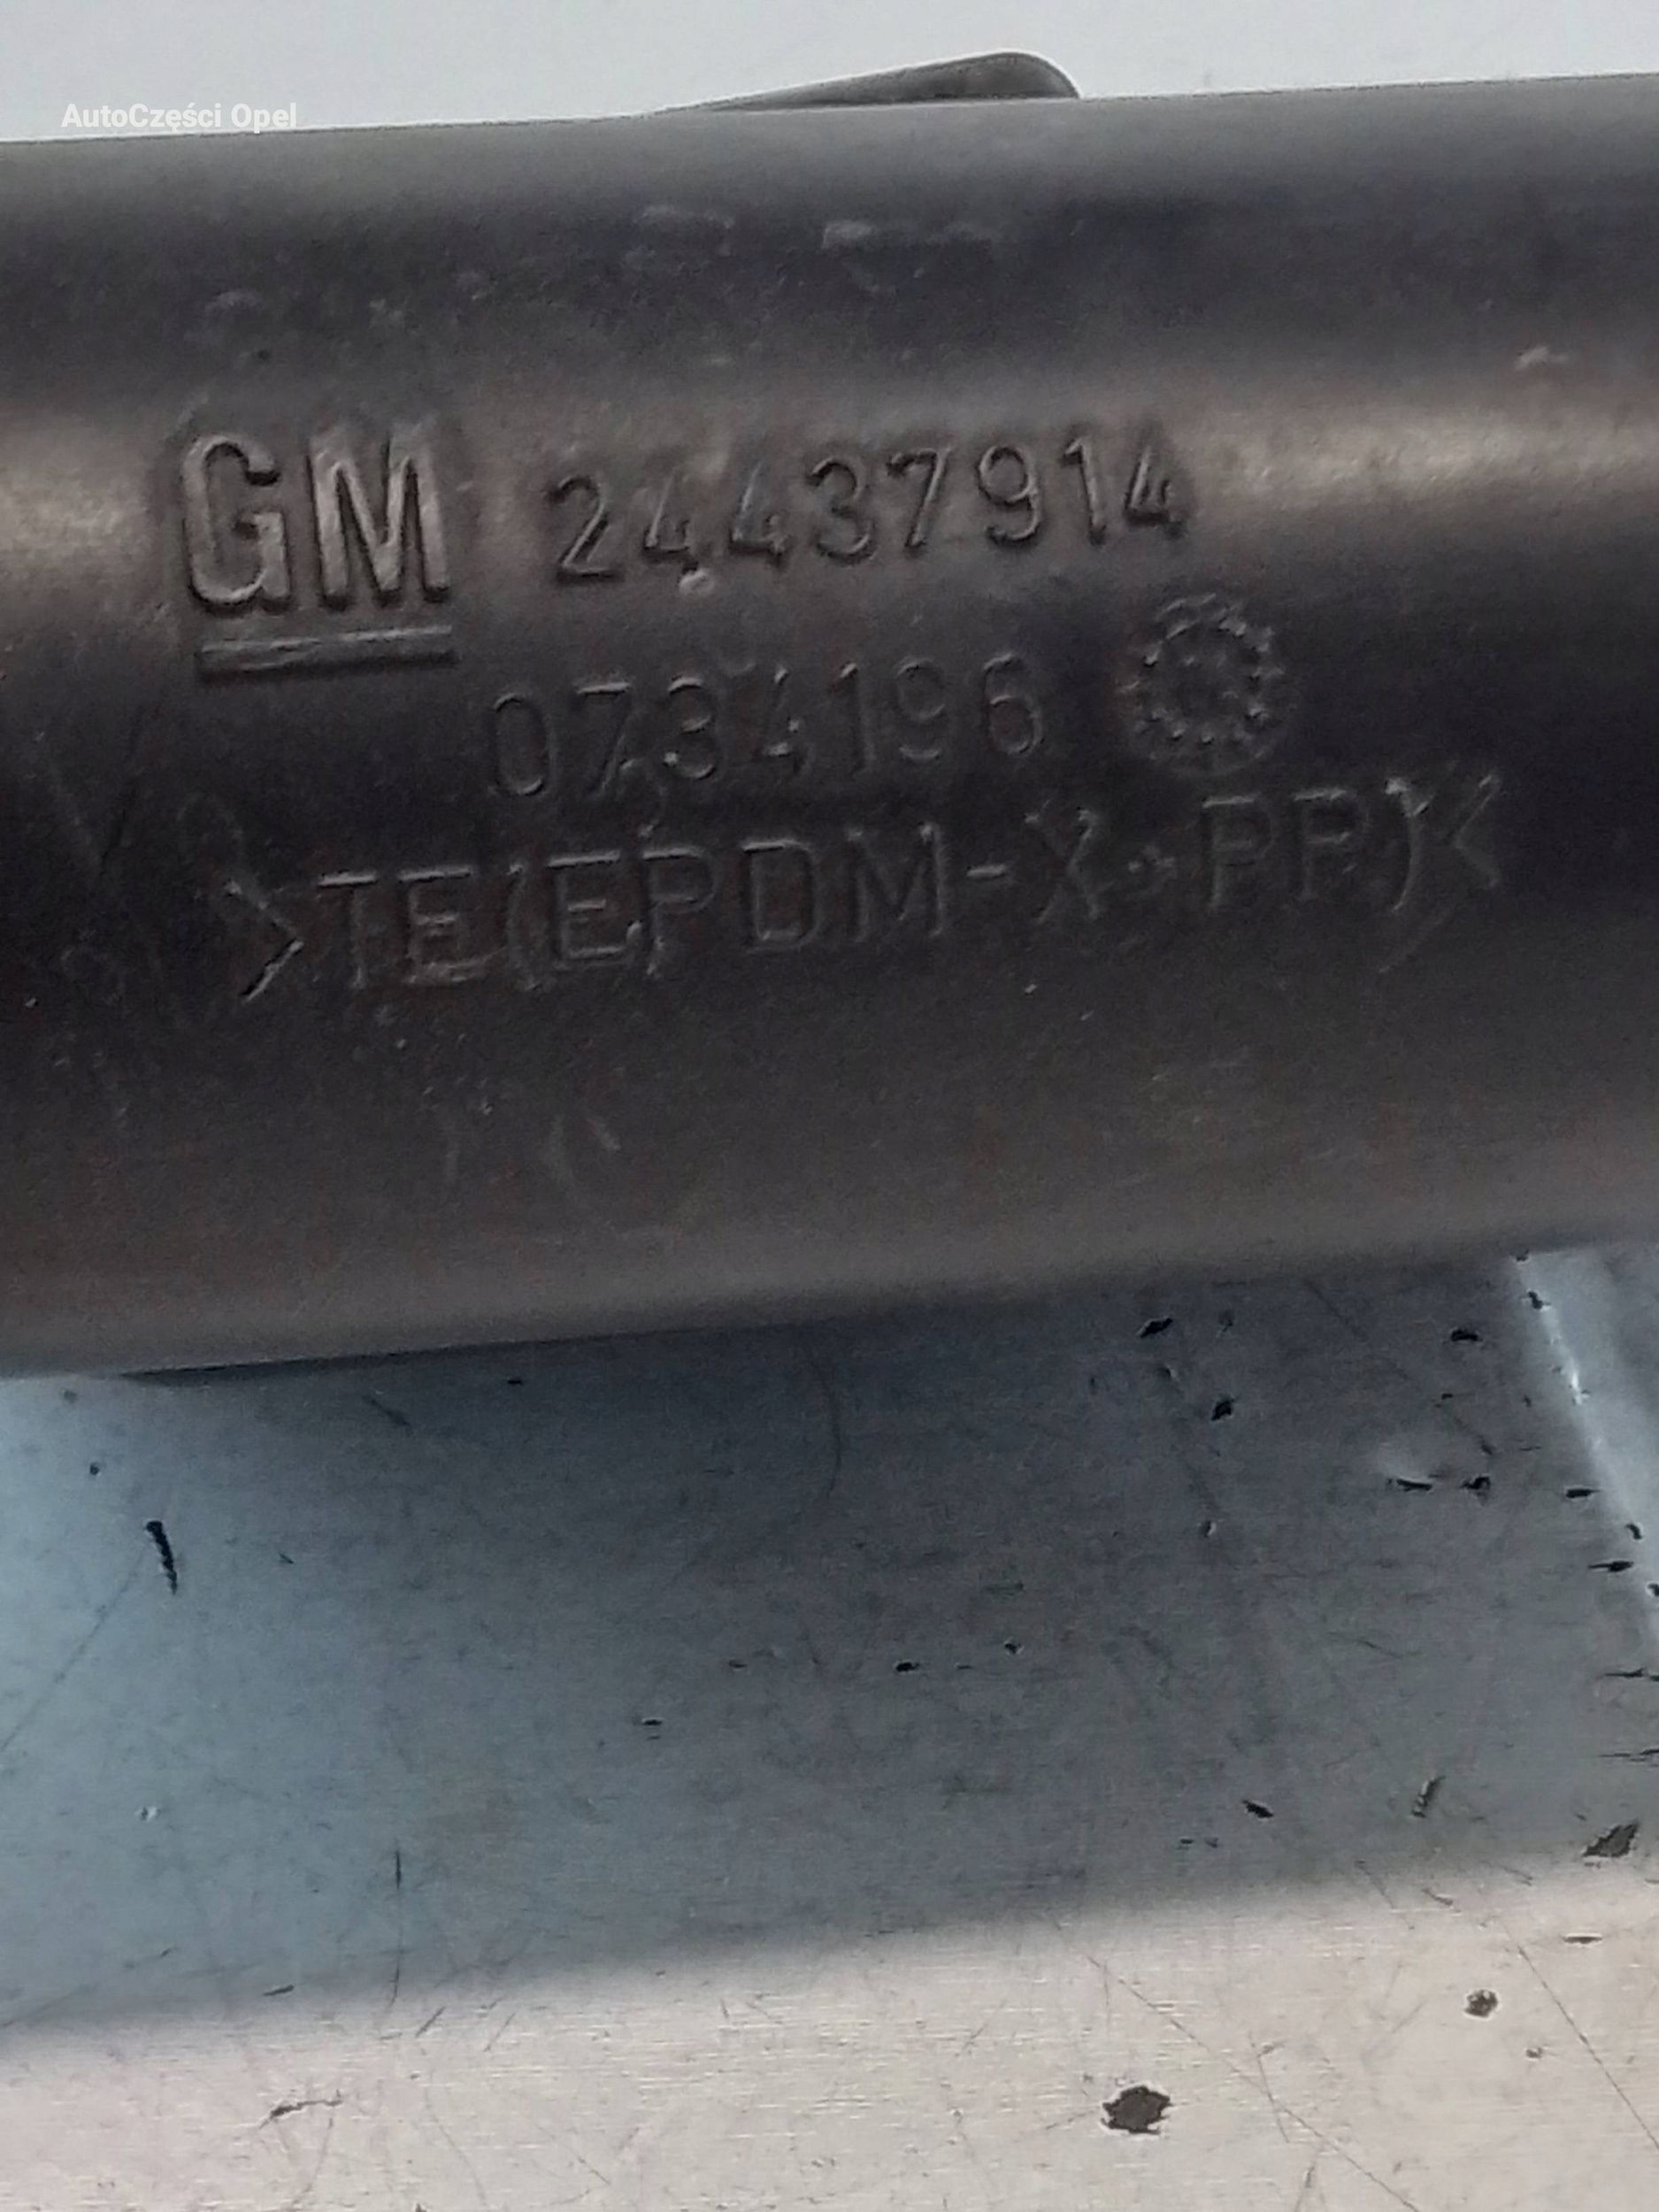 AutoCzęści Opel
GM 24437914
0734196
>TE(EPDM-X+PP)<